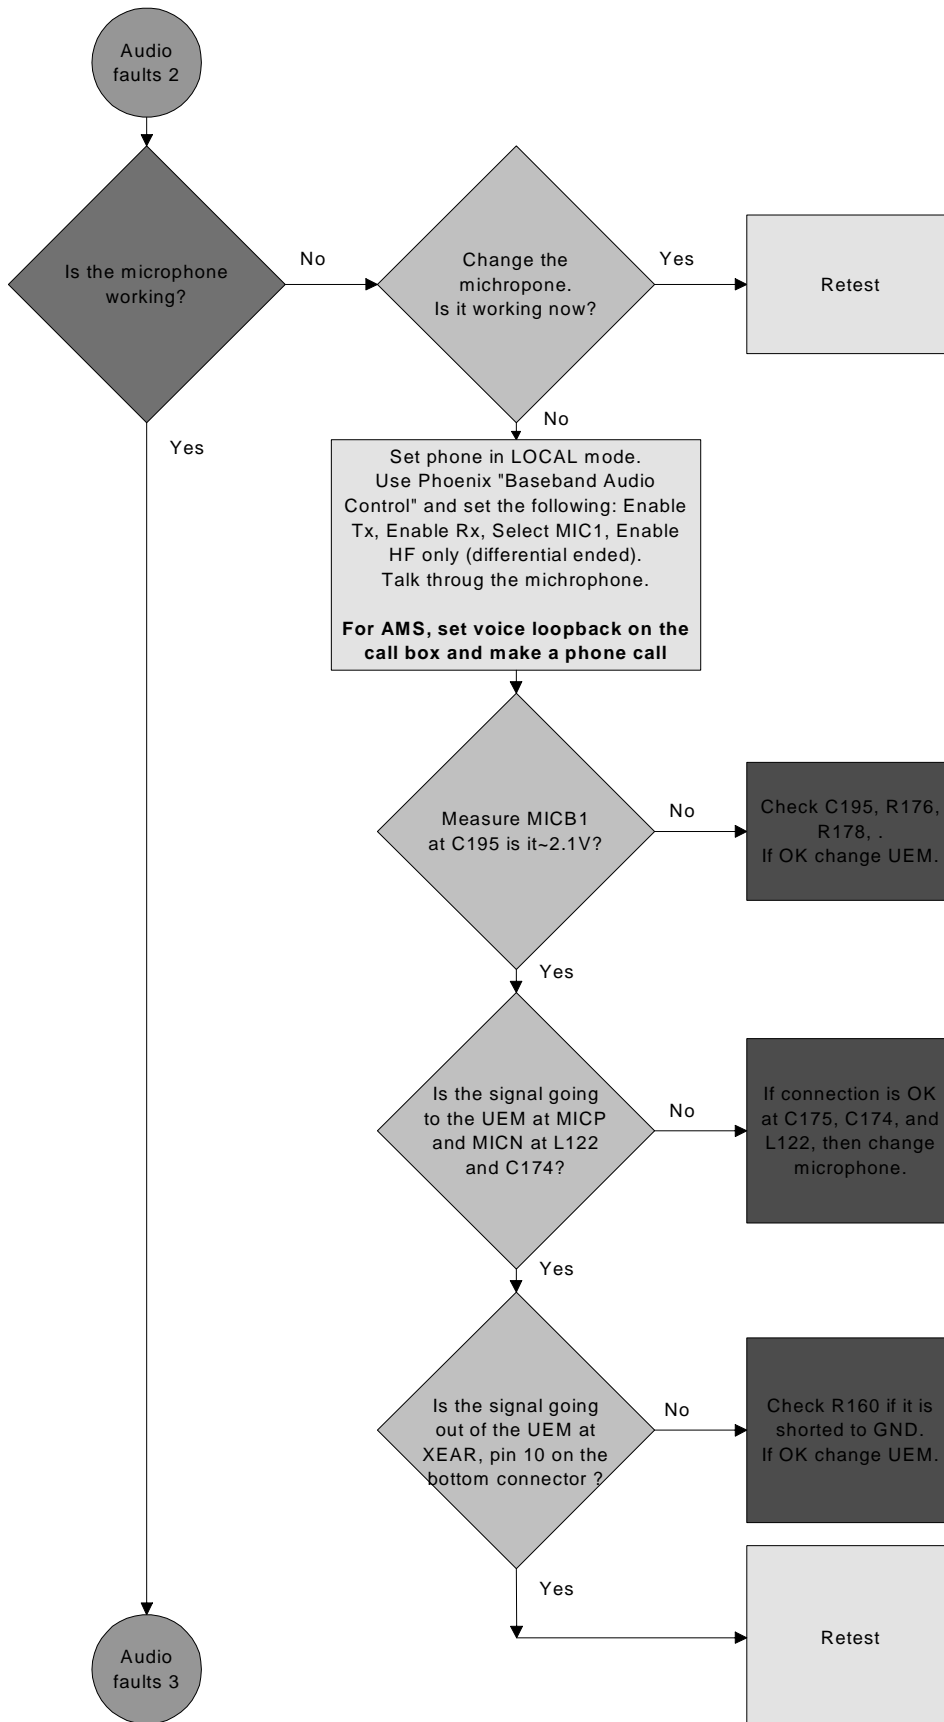 Audio
faults 2
Is the microphone
working?
No
Change the
michropone.
Is it working now?
Yes
Retest
No
Yes
Set phone in LOCAL mode.
Use Phoenix "Baseband Audio
Control" and set the following: Enable
Tx, Enable Rx, Select MIC1, Enable
HF only (differential ended).
Talk throug the michrophone.
For AMS, set voice loopback on the
call box and make a phone call
Measure MICB1
at C195 is it~2.1V?
No
Check C195, R176,
R178, .
If OK change UEM.
Yes
Is the signal going
to the UEM at MICP
and MICN at L122
and C174?
No
If connection is OK
at C175, C174, and
L122, then change
microphone.
Yes
Is the signal going
out of the UEM at
XEAR, pin 10 on the
bottom connector ?
No
Check R160 if it is
shorted to GND.
If OK change UEM.
Yes
Retest
Audio
faults 3